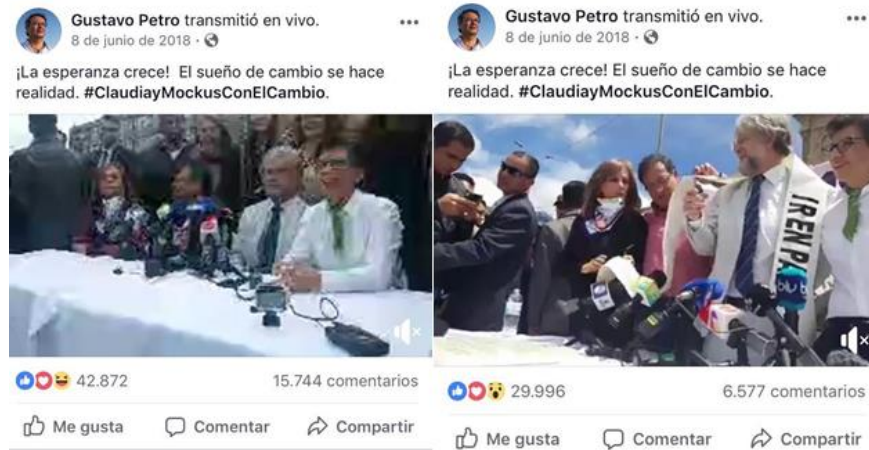 Gustavo Petro transmitió en vivo.
8 de junio de 2018
¡La esperanza crece! El sueño de cambio se hace
realidad. #ClaudiayMockusConElCambio.
42.872
15.744 comentarios
Me gusta
Comentar
Compartir
Gustavo Petro transmitió en vivo.
8 de junio de 2018
¡La esperanza crece! El sueño de cambio se hace
realidad. #ClaudiayMockusConElCambio.
IRENPA
blu
29.996
6.577 comentarios
Me gusta
Comentar
Compartir